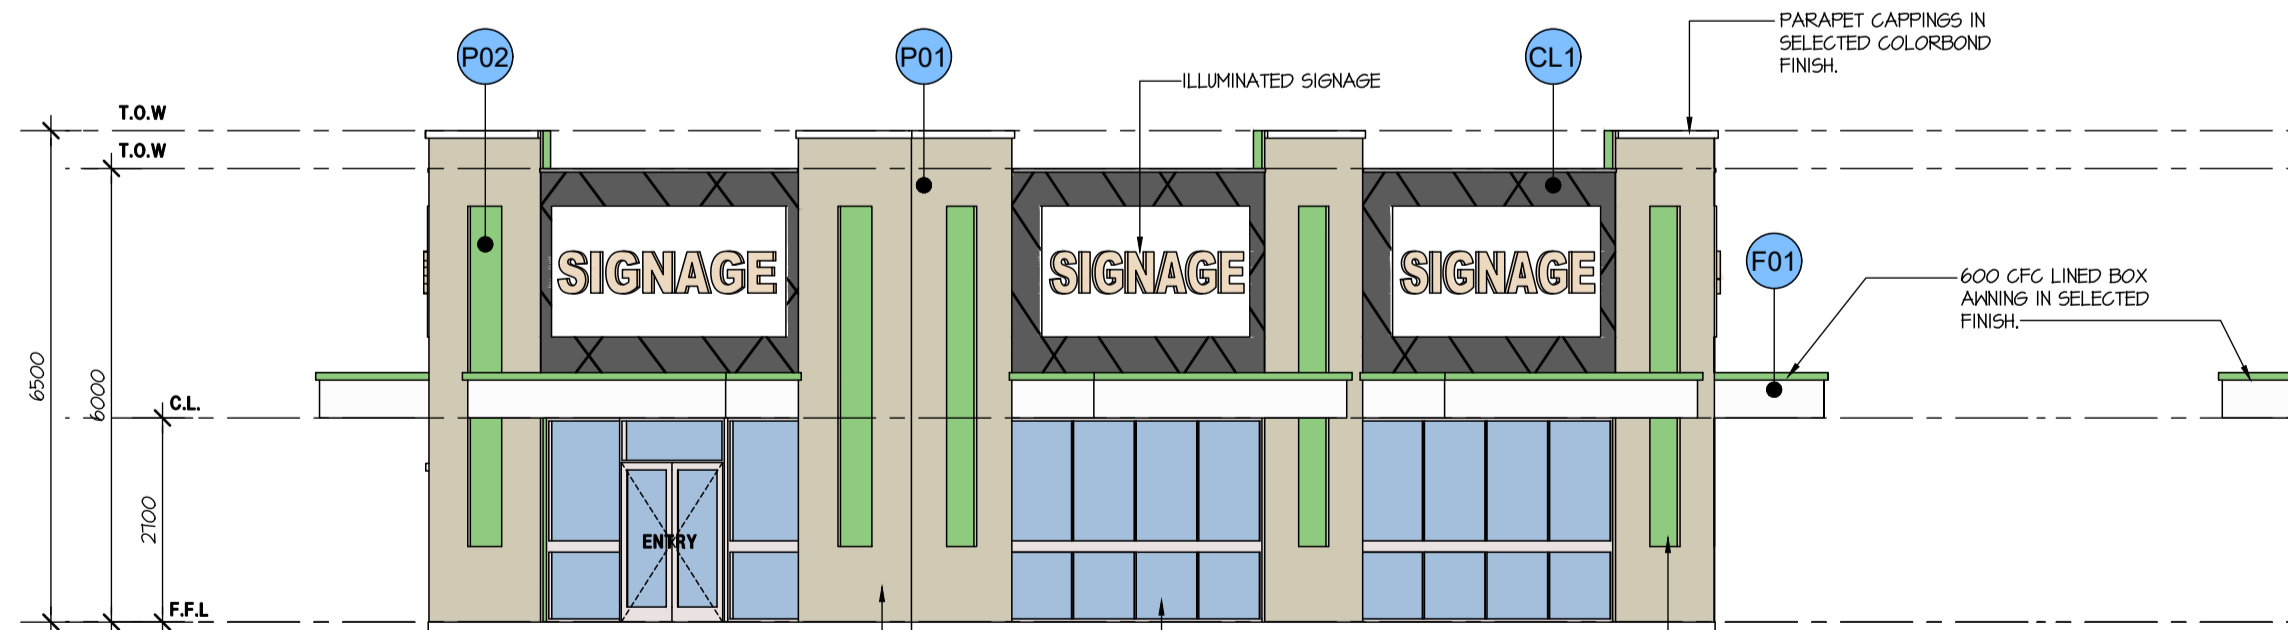 PARAPET CAPPINGS IN
SELECTED COLORBOND
FINISH.
P02
P01
CL1
ILLUMINATED SIGNAGE
T.O.W
T.O.W
SIGNAGE
SIGNAGE
SIGNAGE
F01
600 CFC LINED BOX
AWNING IN SELECTED
FINISH.
6500
6000
C.L.
2700
ENTRY
F.F.L